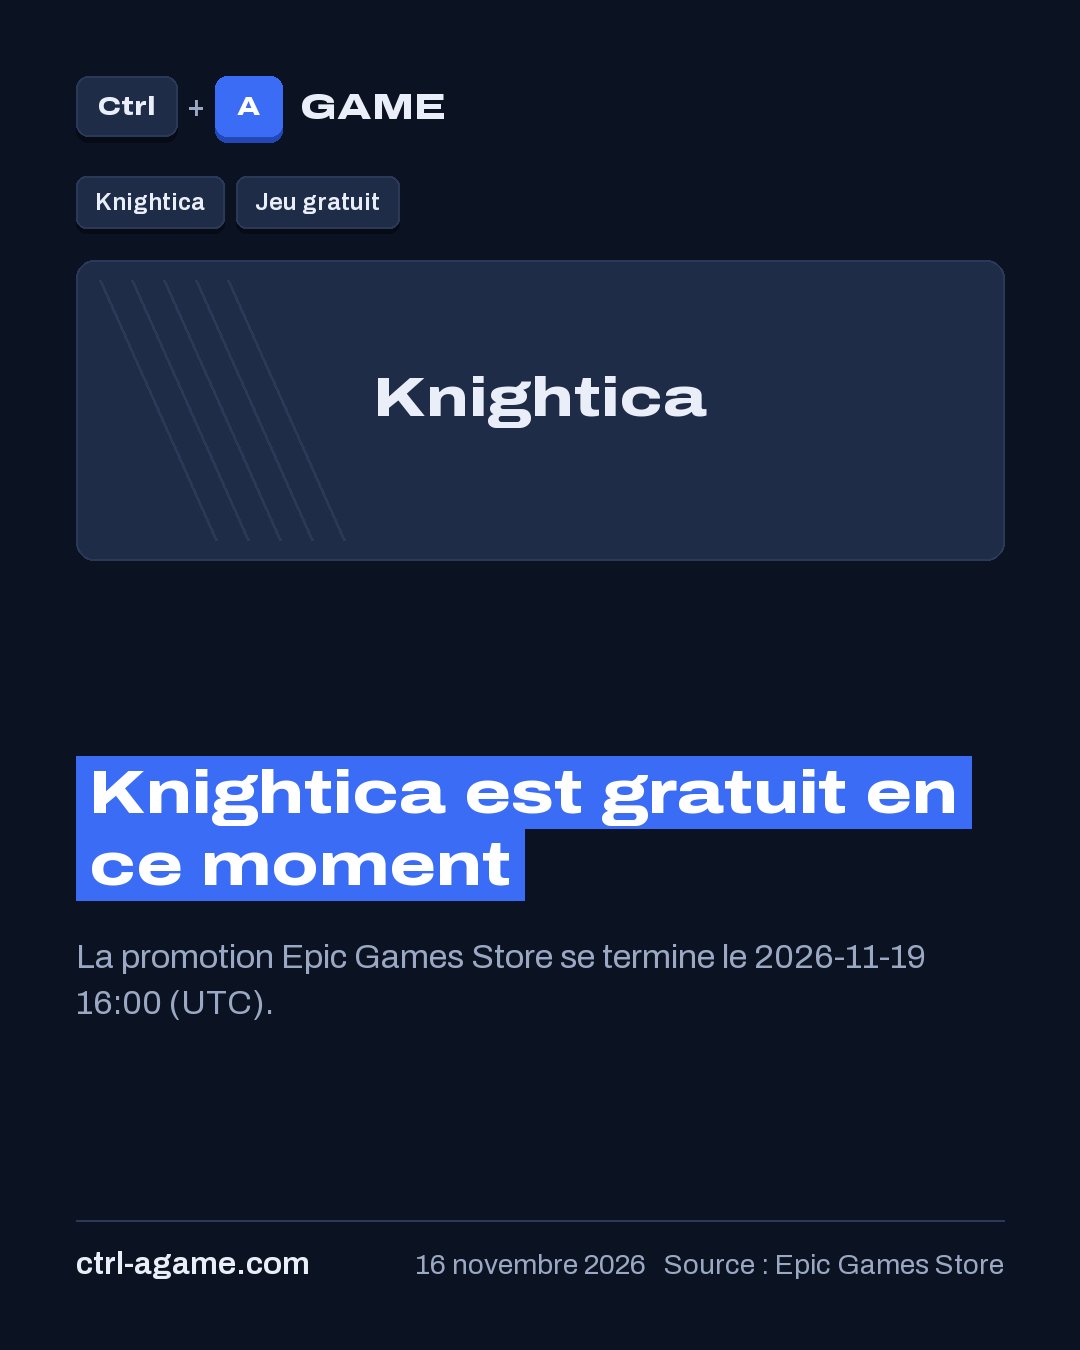 Ctrl + A GAME
Knightica Jeu gratuit
Knightica
Knightica est gratuit en
ce moment
La promotion Epic Games Store se termine le 2026-11-19
16:00 (UTC).
ctrl-agame.com 16 novembre 2026 Source : Epic Games Store